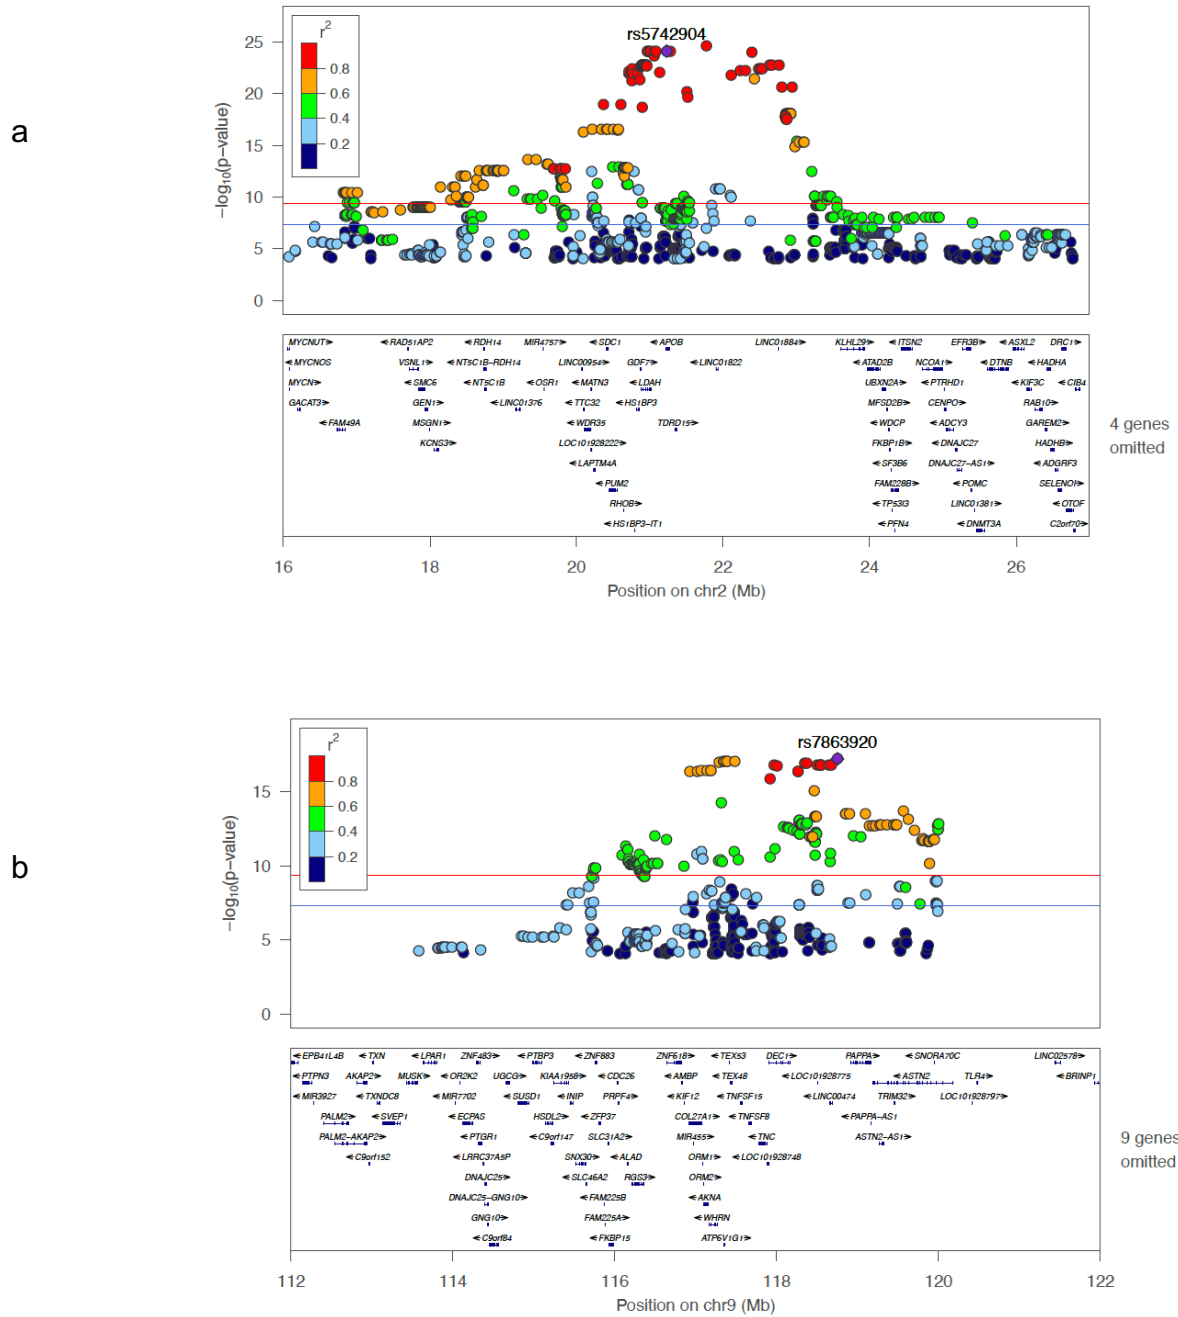 a
rs5742904
r2
0.8
0.6
0.4
0.2
−log10(p−value)
25
20
15
10
5
0
MYCNUT RAD51AP2 RDH14 MIR4757 SDC1 APOB LINC01884 KLHL29 ITSN2 EFR3B ASXL2 DRC1
MYCNOS VSNL1 NT5C1B−RDH14 LINC00954 GDF7 LINC01822 ATAD2B NCOA1 DTNB HADHA
MYCN SMC6 NT5C1B OSR1 MATN3 LDAH UBXN2A PTRHD1 KIF3C CIB4
GACAT3 GEN1 LINC01376 TTC32 HS1BP3 MFSD2B CENPO RAB10
FAM49A MSGN1 WDR35 TDRD15 WDCP ADCY3 GAREM2
KCNS3 LOC101928222 FKBP1B DNAJC27 HADHB
LAPTM4A SF3B6 DNAJC27−AS1 ADGRF3
PUM2 FAM228B POMC SELENOI
RHOB TP53I3 LINC01381 OTOF
HS1BP3−IT1 PFN4 DNMT3A C2orf70
4 genes
omitted
16 18 20 22 24 26
Position on chr2 (Mb)
b
rs7863920
r2
0.8
0.6
0.4
0.2
−log10(p−value)
15
10
5
0
EPB41L4B TXN LPAR1 ZNF483 PTBP3 ZNF883 ZNF618 TEX53 DEC1 PAPPA SNORA70C LINC02578
PTPN3 AKAP2 MUSK OR2K2 UGCG KIAA1958 CDC26 AMBP TEX48 LOC101928775 ASTN2 TLR4 BRINP1
MIR3927 TXNDC8 MIR7702 SUSD1 INIP PRPF4 KIF12 TNFSF15 LINC00474 TRIM32 LOC101928797
PALM2 SVEP1 ECPAS HSDL2 ZFP37 COL27A1 TNFSF8 PAPPA−AS1
PALM2−AKAP2 PTGR1 C9orf147 SLC31A2 MIR455 TNC ASTN2−AS1
C9orf152 LRRC37A5P SNX30 ALAD ORM1 LOC101928748
DNAJC25 SLC46A2 RGS3 ORM2
DNAJC25−GNG10 FAM225B AKNA
GNG10 FAM225A WHRN
C9orf84 FKBP15 ATP6V1G1
9 genes
omitted
112 114 116 118 120 122
Position on chr9 (Mb)